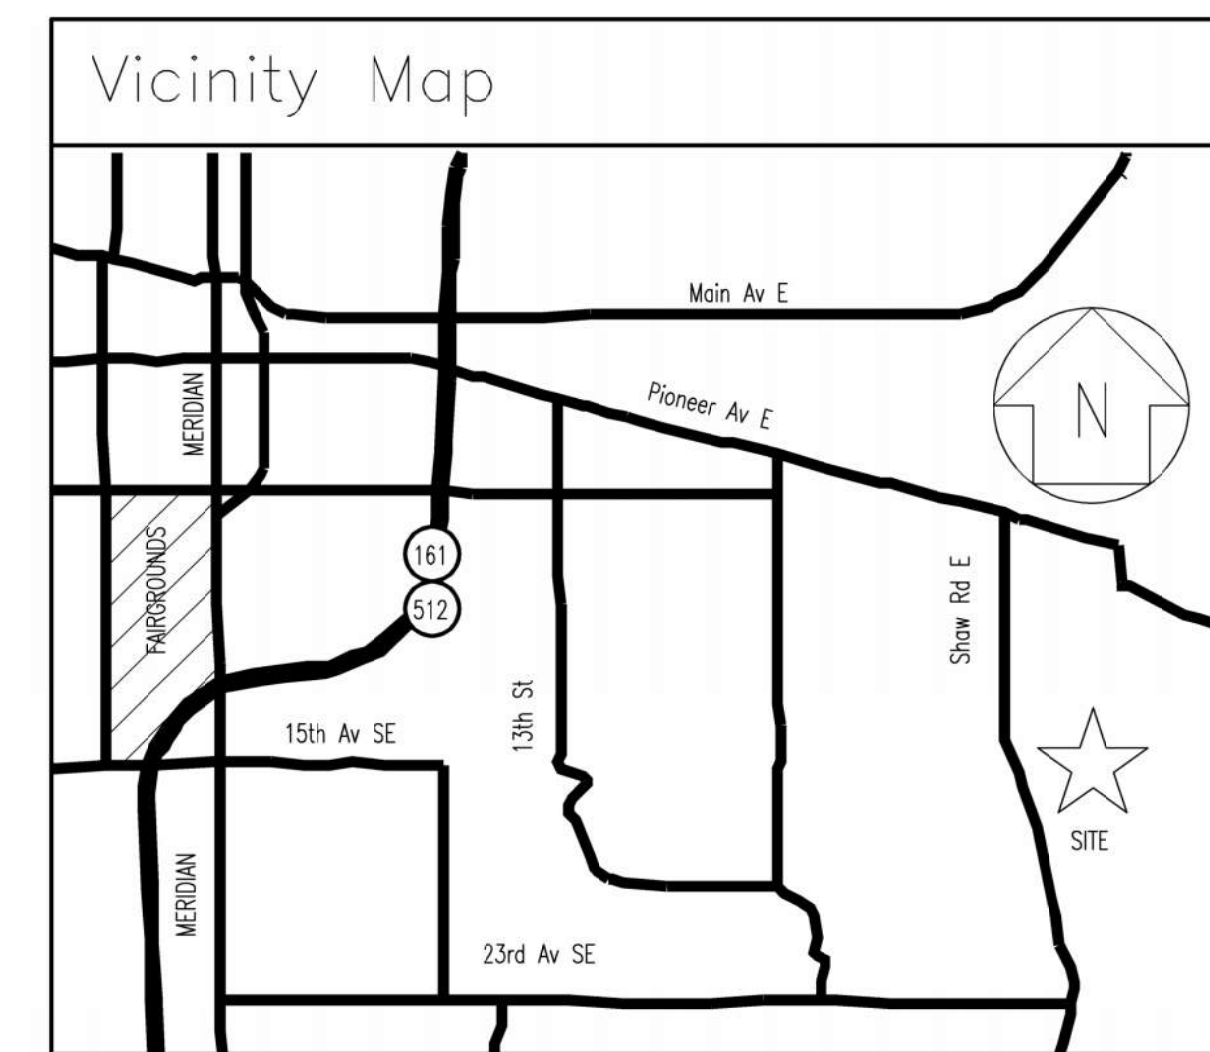 Vicinity Map
Main Av E
MERIDIAN
Pioneer Av E
N
FAIRGROUNDS
161
512
Shaw Rd E
13th St
15th Av SE
SITE
MERIDIAN
23rd Av SE